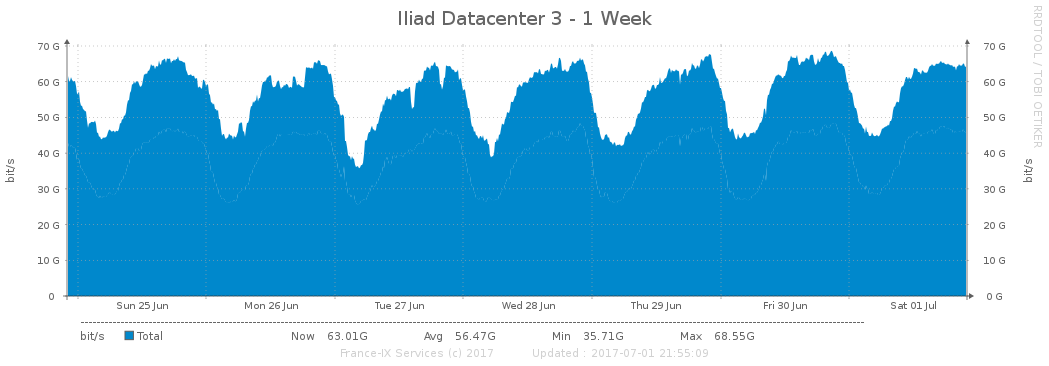 Iliad Datacenter 3 - 1 Week
RRDTOOL / TOBI OETIKER
70 G 70 G
60 G 60 G
50 G 50 G
40 G 40 G
30 G 30 G
20 G 20 G
10 G 10 G
0 0 G
bit/s bit/s
Sun 25 Jun Mon 26 Jun Tue 27 Jun Wed 28 Jun Thu 29 Jun Fri 30 Jun Sat 01 Jul
bit/s Total Now 63.01G Avg 56.47G Min 35.71G Max 68.55G
France-IX Services (c) 2017 Updated : 2017-07-01 21:55:09